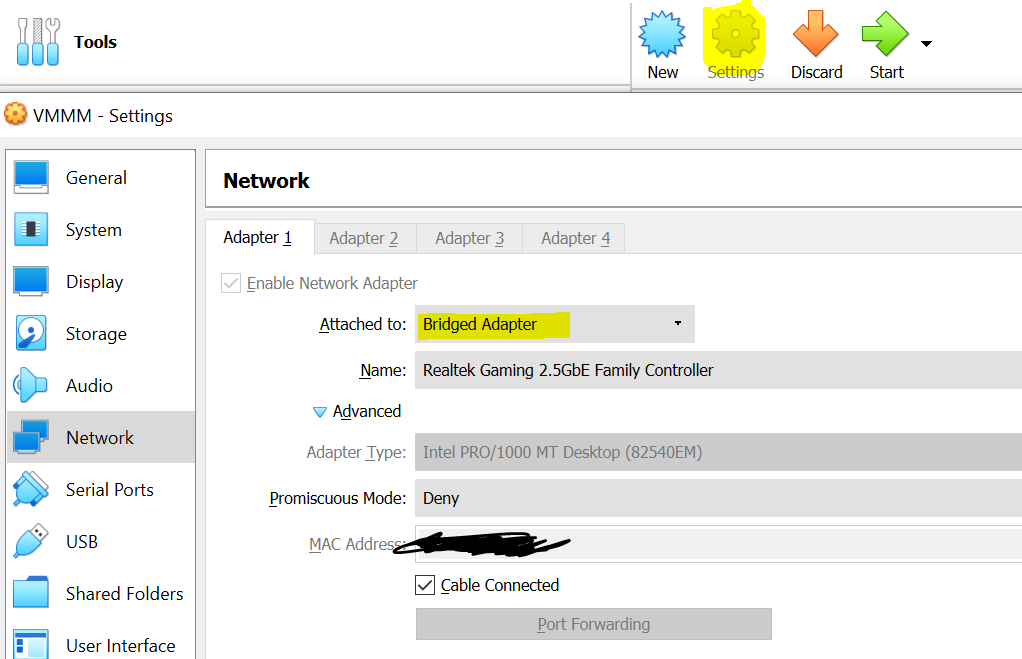 Tools
New Settings Discard Start
VMMM - Settings
General
System
Display
Storage
Audio
Network
Serial Ports
USB
Shared Folders
User Interface
Network
Adapter 1 Adapter 2 Adapter 3 Adapter 4
Enable Network Adapter
Attached to: Bridged Adapter
Name: Realtek Gaming 2.5GbE Family Controller
Advanced
Adapter Type: Intel PRO/1000 MT Desktop (82540EM)
Promiscuous Mode: Deny
MAC Address:
Cable Connected
Port Forwarding